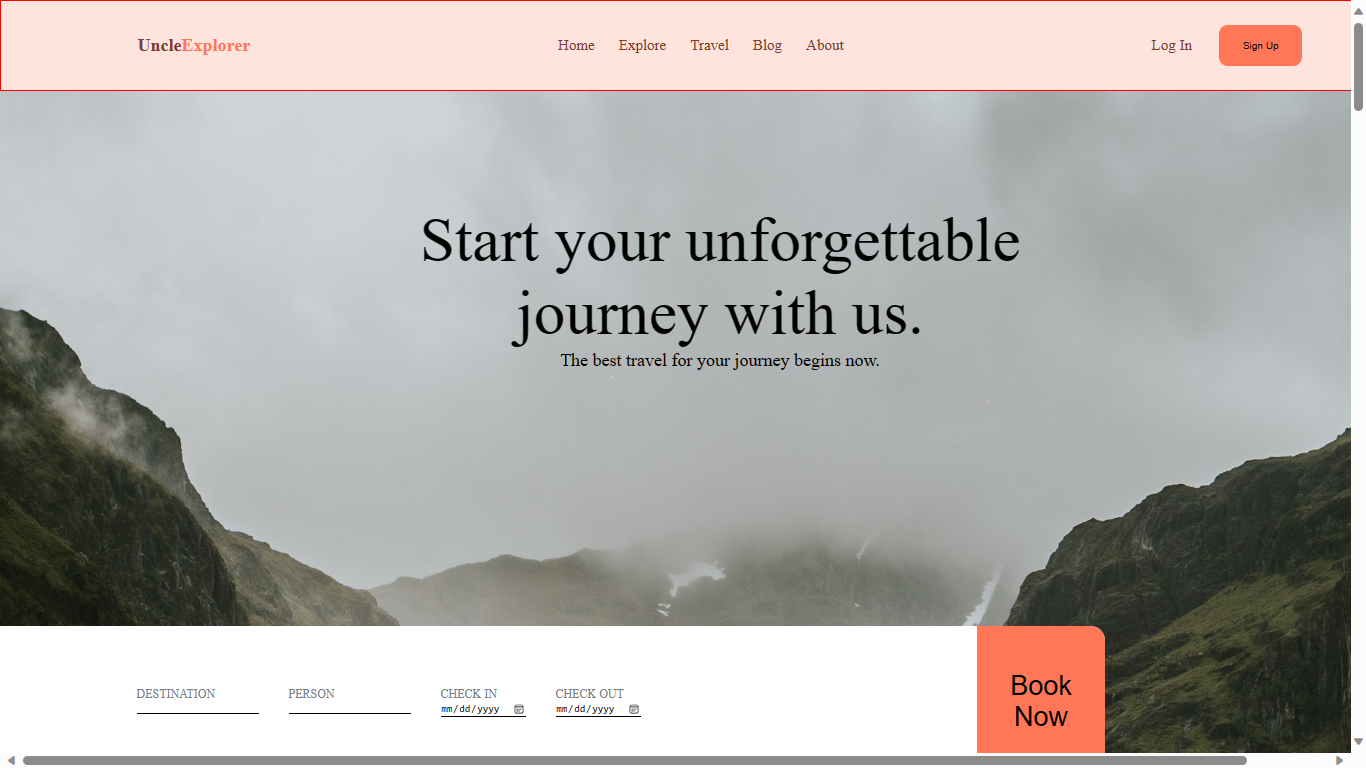 UncleExplorer
Home Explore Travel Blog About
Log In Sign Up
Start your unforgettable
journey with us.
The best travel for your journey begins now.
DESTINATION PERSON CHECK IN CHECK OUT
mm/dd/yyyy mm/dd/yyyy
Book
Now